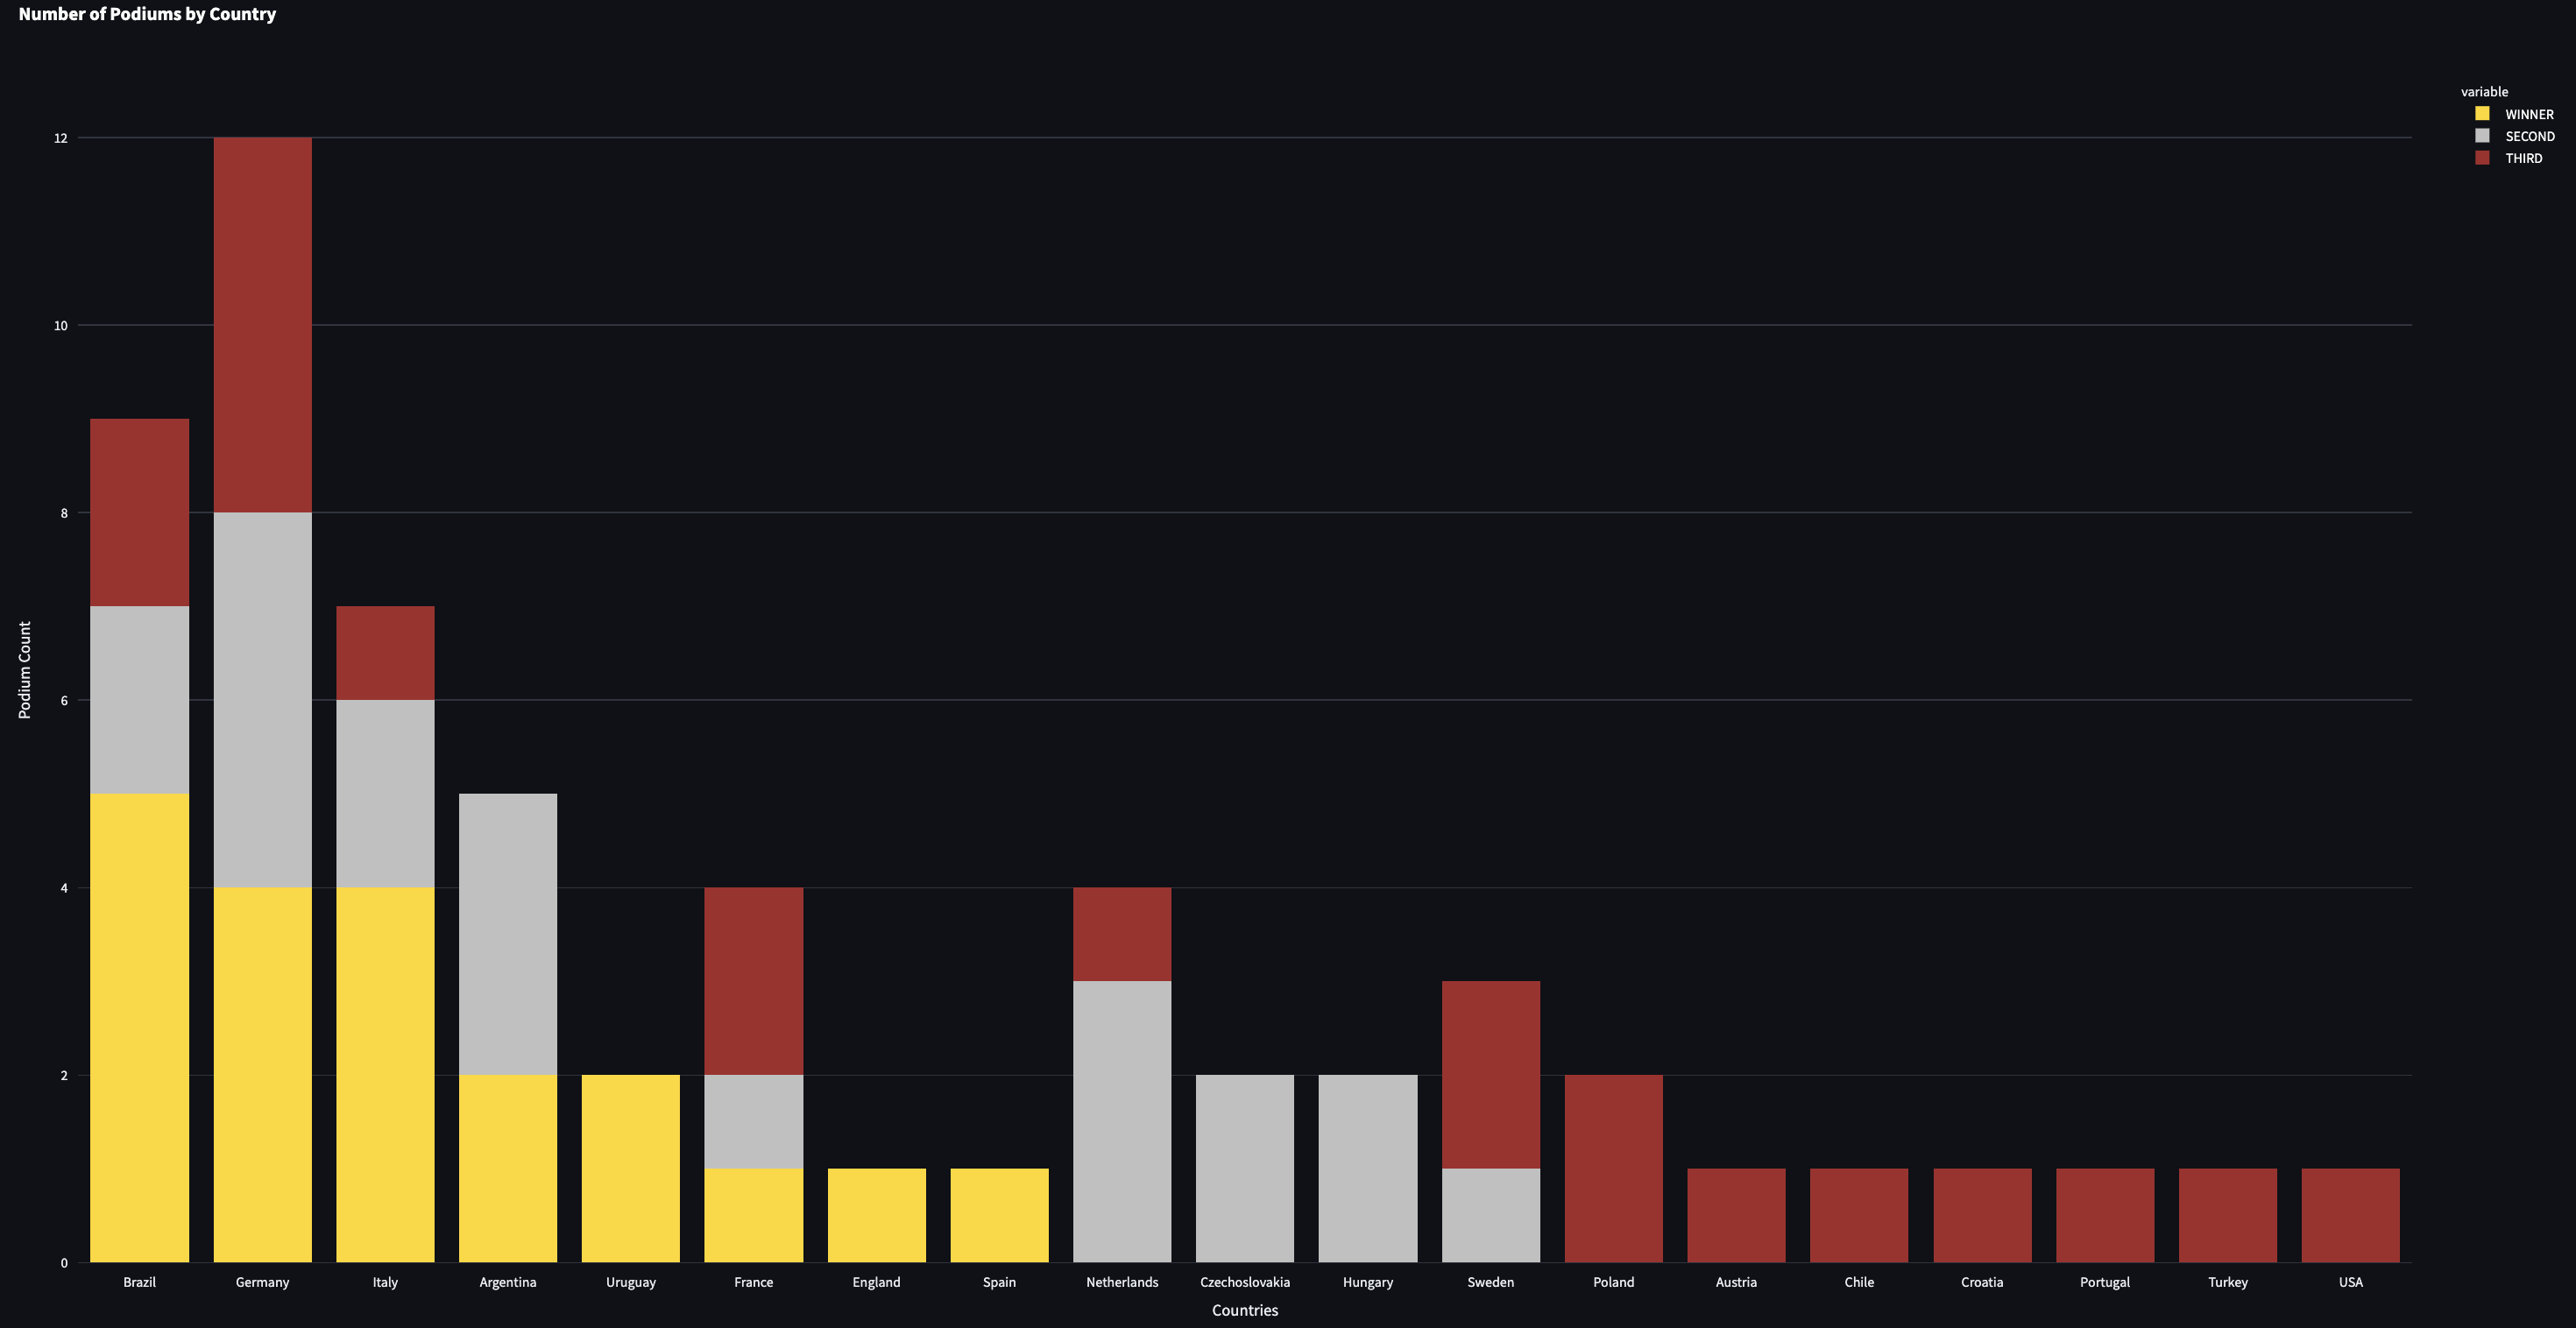 Number of Podiums by Country
variable
WINNER
SECOND
THIRD
Podium Count
12
10
8
6
4
2
0
Brazil Germany Italy Argentina Uruguay France England Spain Netherlands Czechoslovakia Hungary Sweden Poland Austria Chile Croatia Portugal Turkey USA
Countries